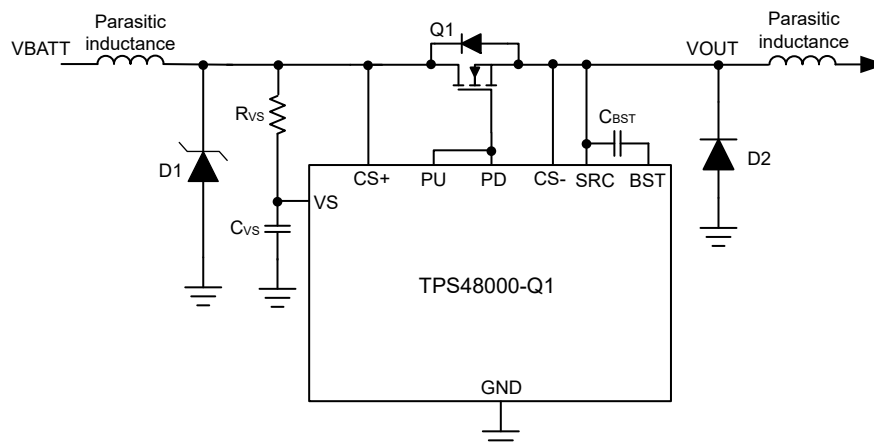 Parasitic
inductance
VBATT
Q1
VOUT
Parasitic
inductance
RVS
CBST
D1
D2
CS+
PU
PD
CS-
SRC
BST
VS
CVS
TPS48000-Q1
GND